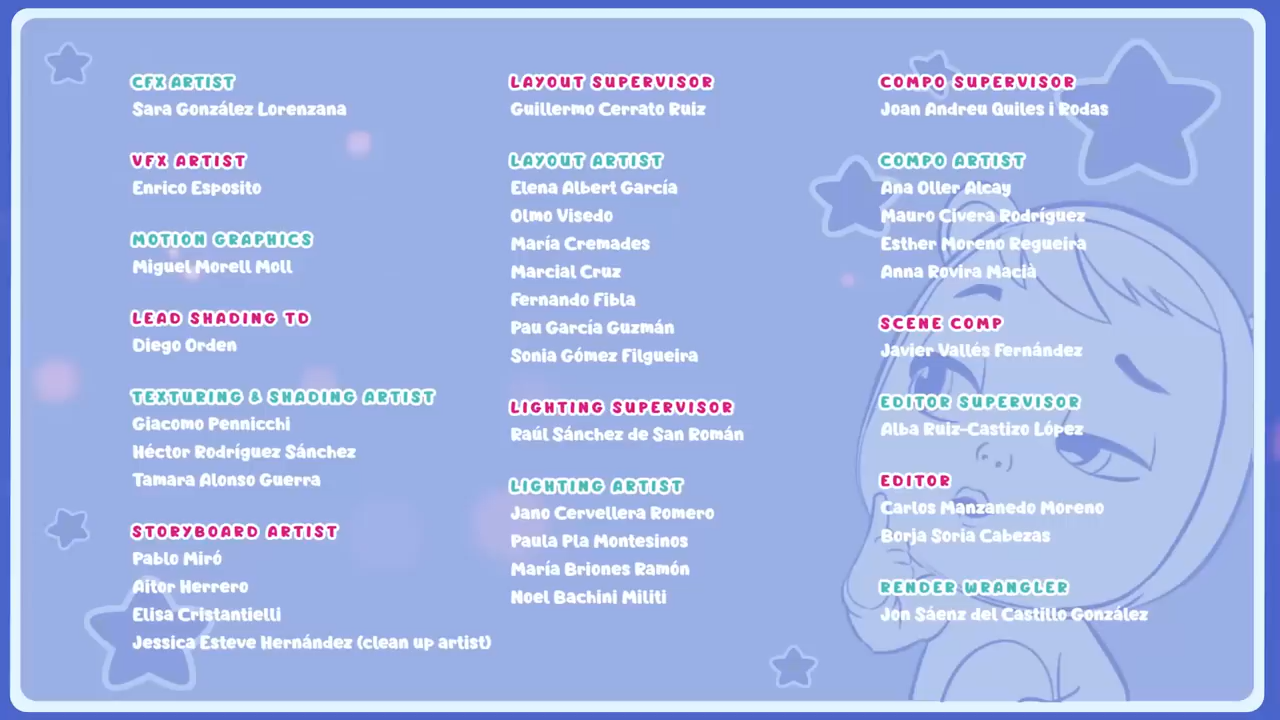 CFX ARTIST
Sara González Lorenzana
VFX ARTIST
Enrico Esposito
MOTION GRAPHICS
Miguel Morell Moll
LEAD SHADING TD
Diego Orden
TEXTURING & SHADING ARTIST
Giacomo Pennicchi
Héctor Rodríguez Sánchez
Tamara Alonso Guerra
STORYBOARD ARTIST
Pablo Miró
Aitor Herrero
Elisa Cristantielli
Jessica Esteve Hernández (clean up artist)
LAYOUT SUPERVISOR
Guillermo Cerrato Ruiz
LAYOUT ARTIST
Elena Albert García
Olmo Visedo
María Cremades
Marcial Cruz
Fernando Fibla
Pau García Guzmán
Sonia Gómez Filgueira
LIGHTING SUPERVISOR
Raúl Sánchez de San Román
LIGHTING ARTIST
Jano Cervellera Romero
Paula Pla Montesinos
María Briones Ramón
Noel Bachini Militi
COMPO SUPERVISOR
Joan Andreu Quiles i Rodas
COMPO ARTIST
Ana Oller Alcay
Mauro Civera Rodríguez
Esther Moreno Regueira
Anna Rovira Macià
SCENE COMP
Javier Vallés Fernández
EDITOR SUPERVISOR
Alba Ruiz-Castizo López
EDITOR
Carlos Manzanedo Moreno
Borja Soria Cabezas
RENDER WRANGLER
Jon Sáenz del Castillo González